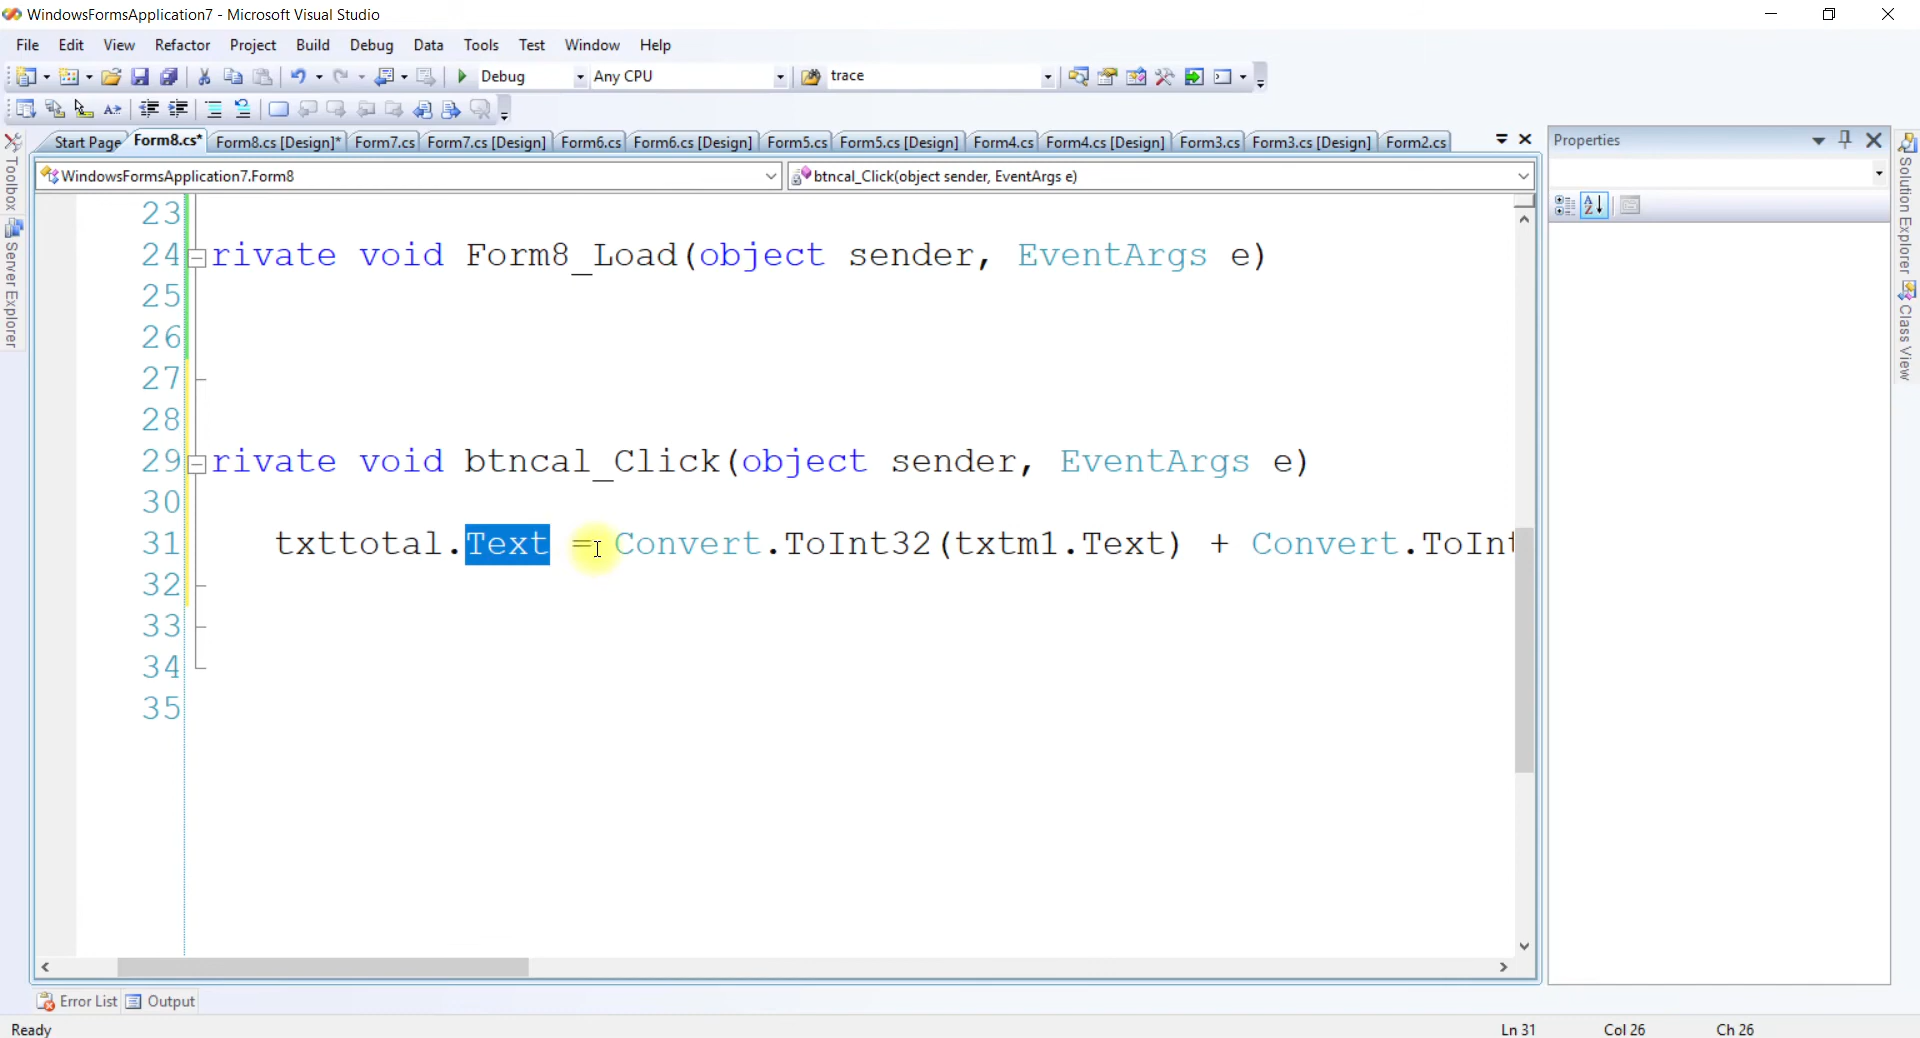 WindowsFormsApplication7 - Microsoft Visual Studio
File Edit View Refactor Project Build Debug Data Tools Test Window Help
Debug Any CPU trace
Start Page Form8.cs* Form8.cs [Design]* Form7.cs Form7.cs [Design] Form6.cs Form6.cs [Design] Form5.cs Form5.cs [Design] Form4.cs Form4.cs [Design] Form3.cs Form3.cs [Design] Form2.cs
Properties
Toolbox
Server Explorer
Solution Explorer
Class View
WindowsFormsApplication7.Form8 btncal_Click(object sender, EventArgs e)
23
24 rivate void Form8_Load(object sender, EventArgs e)
25
26
27
28
29 rivate void btncal_Click(object sender, EventArgs e)
30
31 txttotal.Text = Convert.ToInt32(txtm1.Text) + Convert.ToInt
32
33
34
35
Error List Output
Ready Ln 31 Col 26 Ch 26